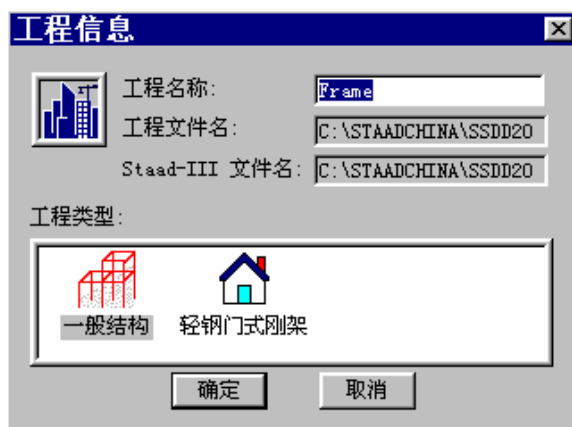 工程信息
工程名称: Frame
工程文件名: C:\STAADCHINA\SSDD20
Staad-III 文件名: C:\STAADCHINA\SSDD20
工程类型:
一般结构 轻钢门式刚架
确定 取消